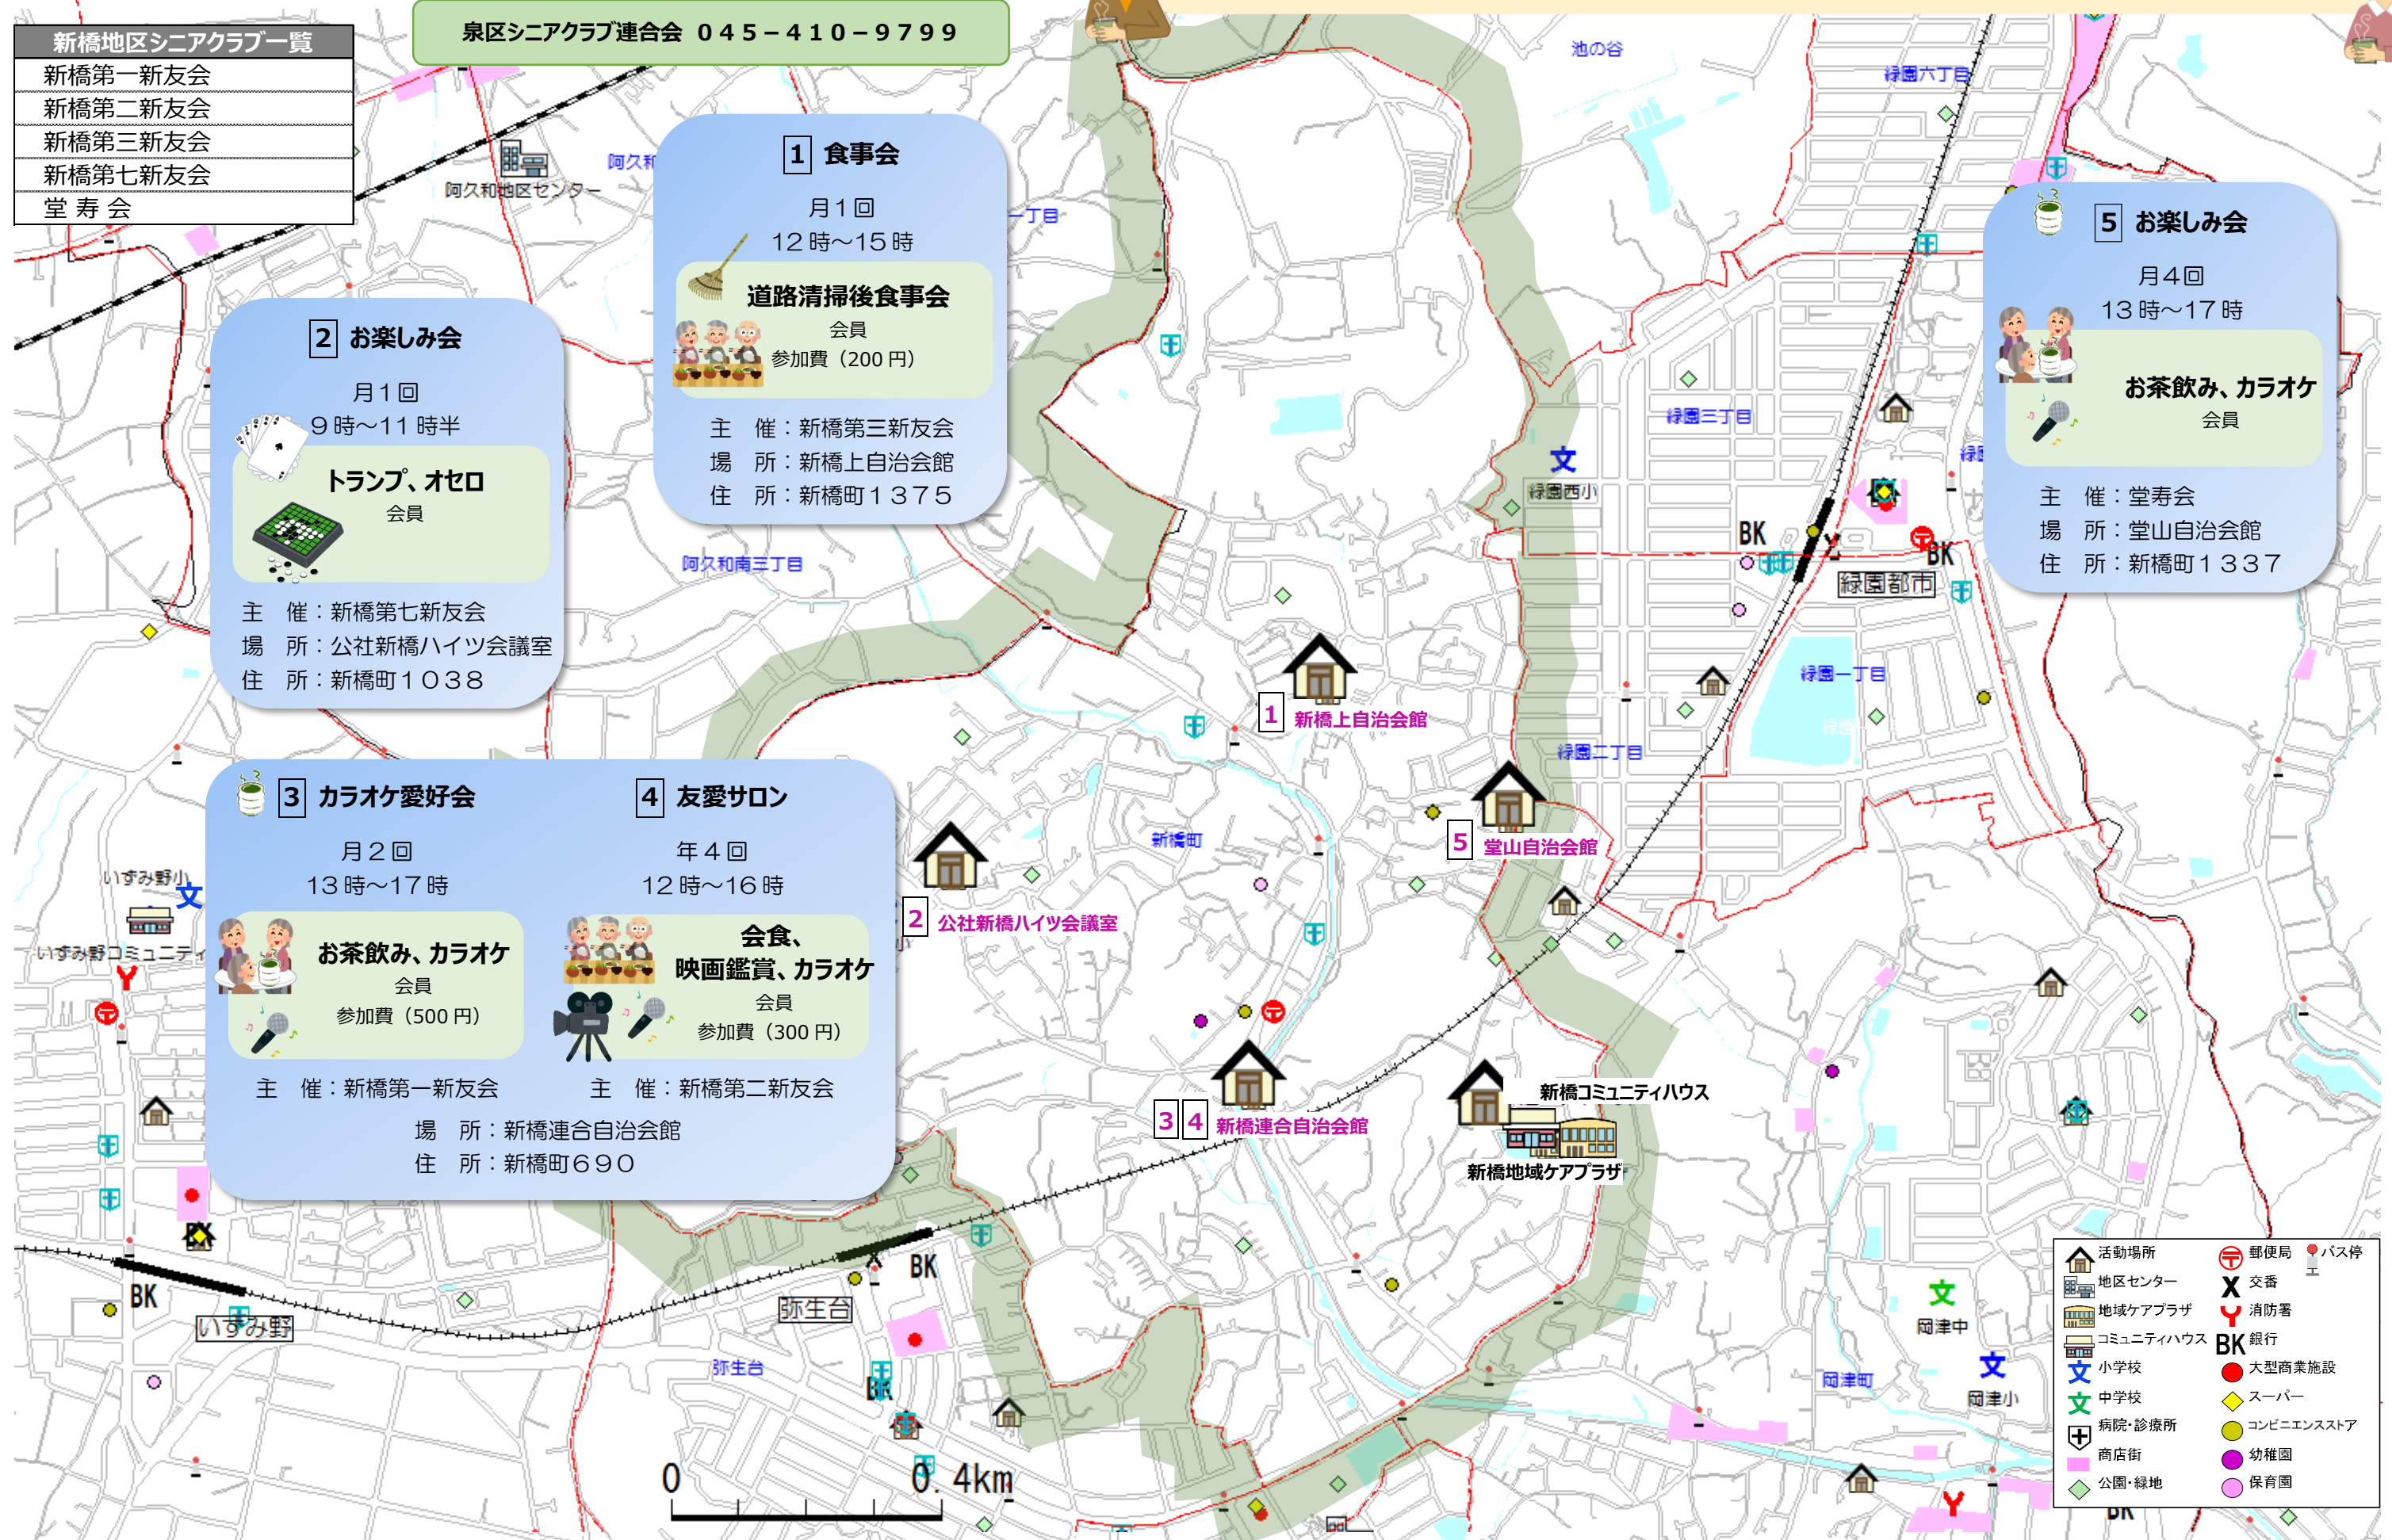 泉区シニアクラブ連合会 ０４５－４１０－９７９９
新橋地区シニアクラブ一覧
新橋第一新友会
新橋第二新友会
新橋第三新友会
新橋第七新友会
堂 寿 会
1 食事会
月１回
12時～15時
道路清掃後食事会
会員
参加費（200円）
主　催：新橋第三新友会
場　所：新橋上自治会館
住　所：新橋町１３７５
2 お楽しみ会
月１回
９時～11時半
トランプ、オセロ
会員
主　催：新橋第七新友会
場　所：公社新橋ハイツ会議室
住　所：新橋町１０３８
3 カラオケ愛好会
月２回
13時～17時
お茶飲み、カラオケ
会員
参加費（500円）
主　催：新橋第一新友会
4 友愛サロン
年４回
12時～16時
会食、
映画鑑賞、カラオケ
会員
参加費（300円）
主　催：新橋第二新友会
場　所：新橋連合自治会館
住　所：新橋町６９０
5 お楽しみ会
月４回
13時～17時
お茶飲み、カラオケ
会員
主　催：堂寿会
場　所：堂山自治会館
住　所：新橋町１３３７
池の谷
緑園六丁目
阿久和地区センター
一丁目
緑園三丁目
文
緑園西小
BK
BK
緑園都市
阿久和南三丁目
緑園一丁目
1 新橋上自治会館
緑園二丁目
新橋町
5 堂山自治会館
2 公社新橋ハイツ会議室
いずみ野小
文
いずみ野コミュニティ
3 4 新橋連合自治会館
新橋コミュニティハウス
新橋地域ケアプラザ
BK
いずみ野
BK
弥生台
弥生台
文
岡津中
文
岡津小
岡津町
0 0.4km
活動場所
地区センター
地域ケアプラザ
コミュニティハウス
文 小学校
文 中学校
病院・診療所
商店街
公園・緑地
郵便局
バス停
交番
消防署
BK 銀行
大型商業施設
スーパー
コンビニエンスストア
幼稚園
保育園